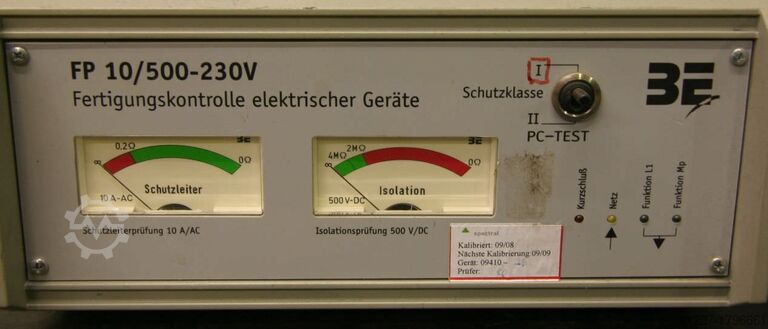 FP 10/500-230V
Fertigungskontrolle elektrischer Geräte
I
Schutzklasse
II
PC-TEST
BE
∞ 0,2Ω 0Ω
Schutzleiter
10 A-AC
Schutzleiterprüfung 10 A/AC
BE
∞ 4MΩ 2MΩ 0Ω
Isolation
500 V-DC
Isolationsprüfung 500 V/DC
Kurzschluß
Netz
Funktion L1
Funktion Mp
spectral
Kalibriert: 09/08
Nächste Kalibrierung:09/09
Gerät: 09410 -
Prüfer: